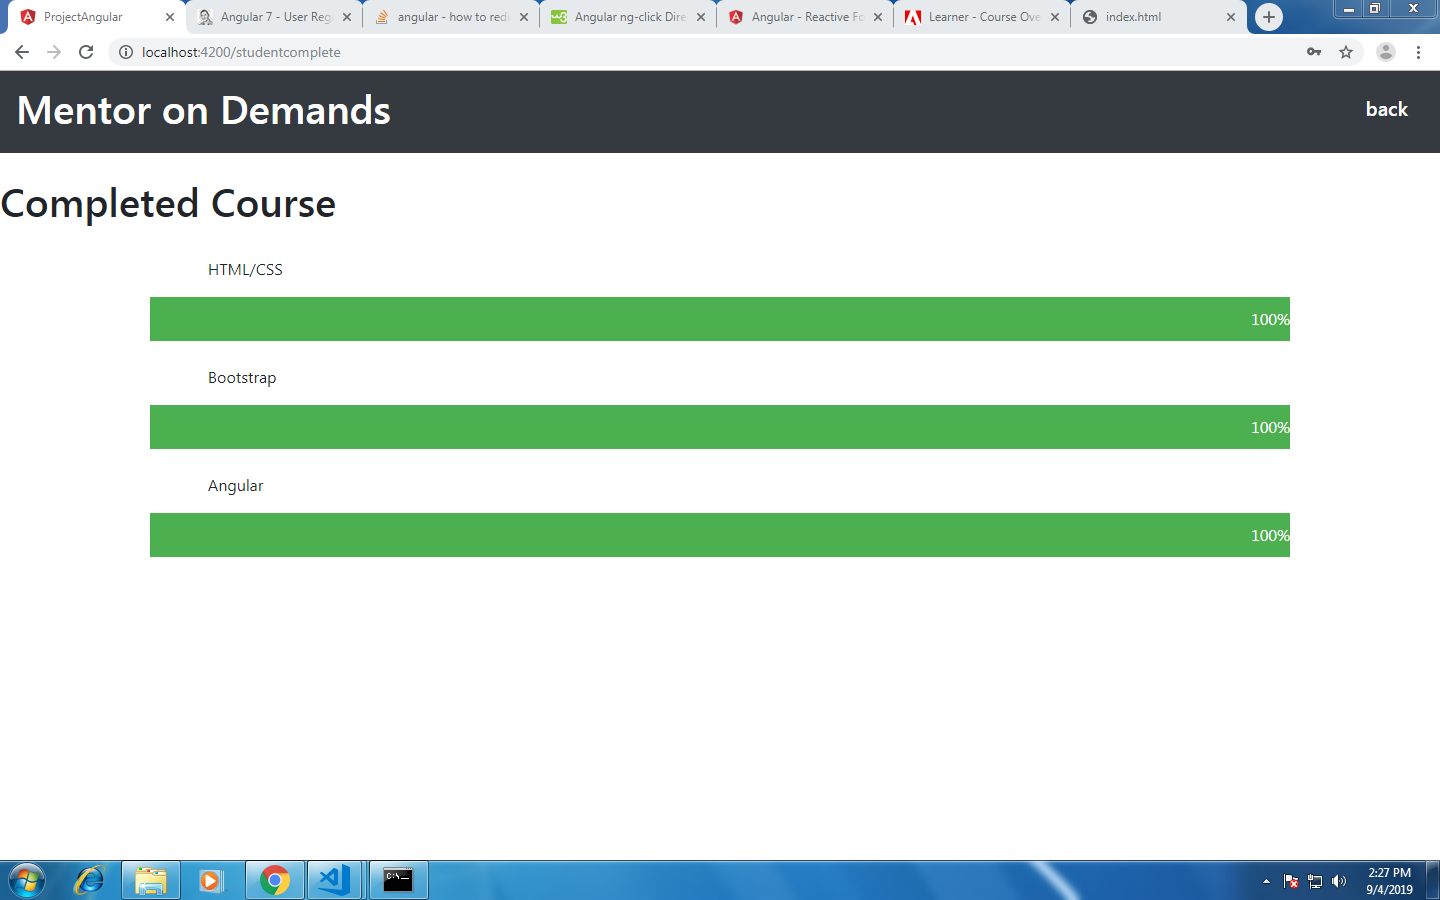 ProjectAngular
Angular 7 - User Reg
angular - how to redi
Angular ng-click Dire
Angular - Reactive Fo
Learner - Course Ove
index.html
localhost:4200/studentcomplete
Mentor on Demands
back
Completed Course
HTML/CSS
100%
Bootstrap
100%
Angular
100%
2:27 PM
9/4/2019